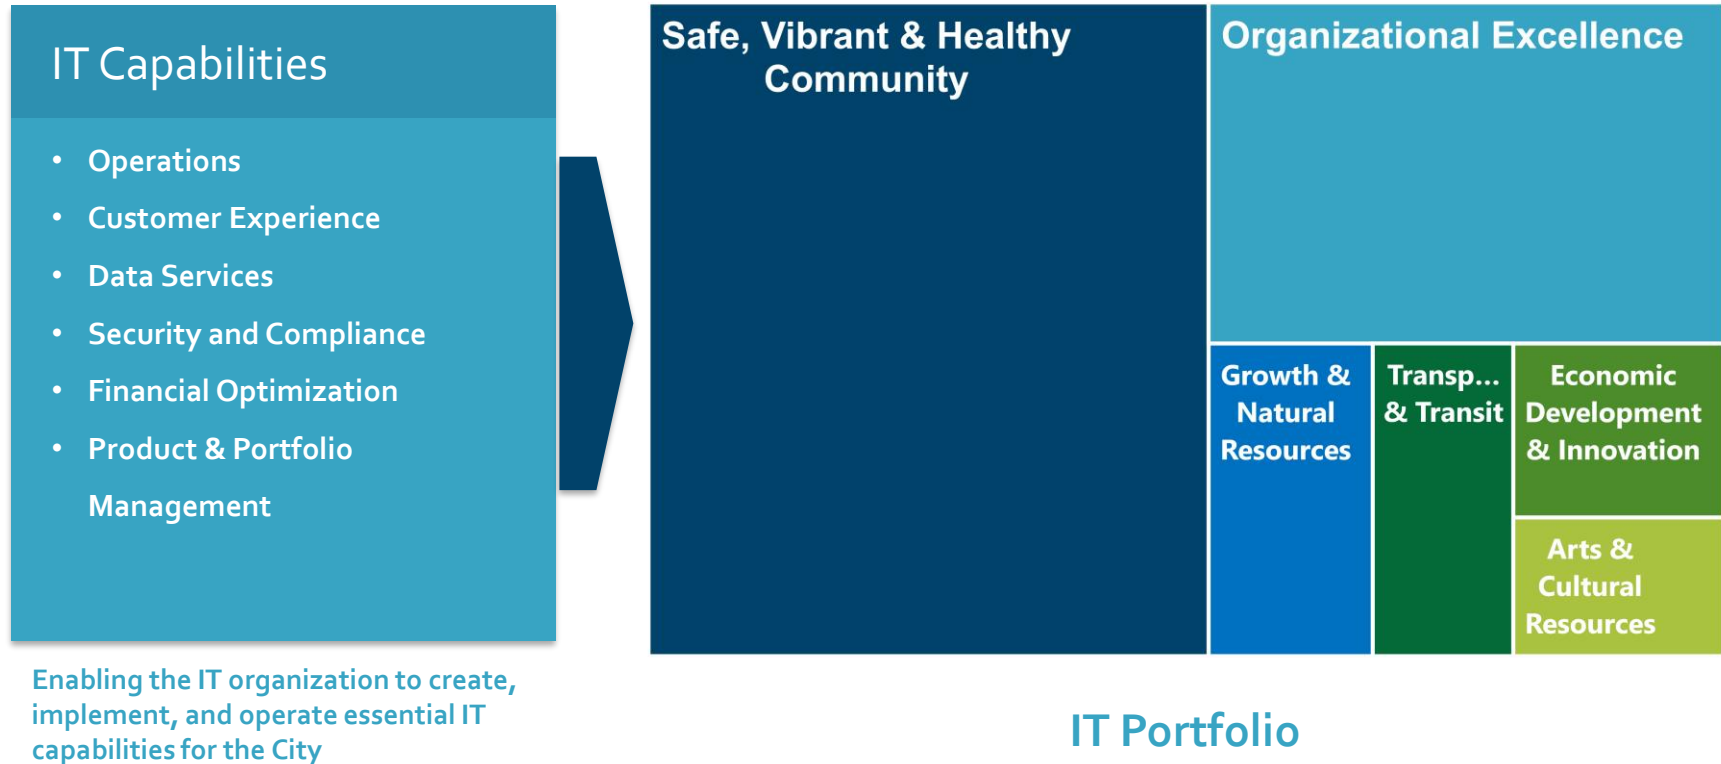 IT Capabilities
• Operations
• Customer Experience
• Data Services
• Security and Compliance
• Financial Optimization
• Product & Portfolio
Management
Enabling the IT organization to create,
implement, and operate essential IT
capabilities for the City
Safe, Vibrant & Healthy
Community
Organizational Excellence
Growth &
Natural
Resources
Transp...
& Transit
Economic
Development
& Innovation
Arts &
Cultural
Resources
IT Portfolio